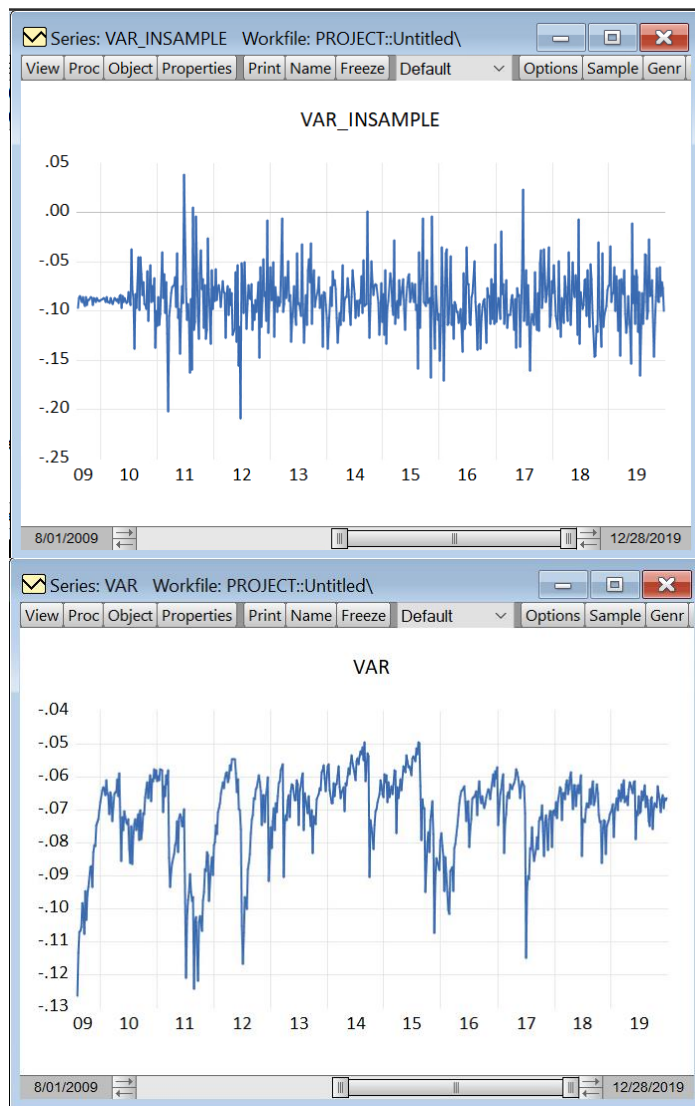 Series: VAR_INSAMPLE Workfile: PROJECT::Untitled\
View Proc Object Properties Print Name Freeze Default Options Sample Genr
VAR_INSAMPLE
.05
.00
-.05
-.10
-.15
-.20
-.25
09 10 11 12 13 14 15 16 17 18 19
8/01/2009 12/28/2019
Series: VAR Workfile: PROJECT::Untitled\
View Proc Object Properties Print Name Freeze Default Options Sample Genr
VAR
-.04
-.05
-.06
-.07
-.08
-.09
-.10
-.11
-.12
-.13
09 10 11 12 13 14 15 16 17 18 19
8/01/2009 12/28/2019